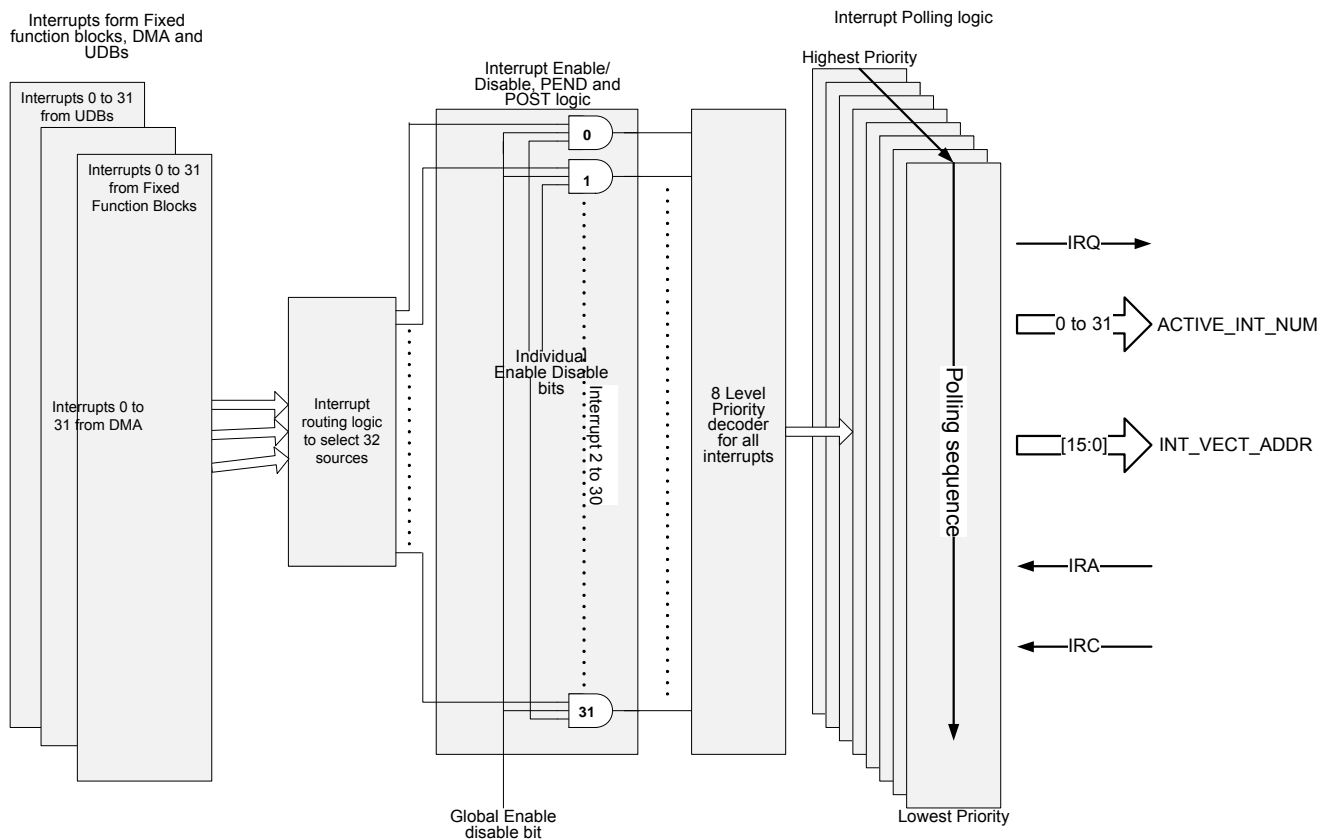 Interrupts form Fixed
function blocks, DMA and
UDBs
Interrupts 0 to 31
from UDBs
Interrupts 0 to 31
from Fixed
Function Blocks
Interrupts 0 to
31 from DMA
Interrupt
routing logic
to select 32
sources
Interrupt Enable/
Disable, PEND and
POST logic
0
1
Individual
Enable Disable
bits
Interrupt 2 to 30
31
Global Enable
disable bit
8 Level
Priority
decoder
for all
interrupts
Interrupt Polling logic
Highest Priority
Polling sequence
Lowest Priority
IRQ
0 to 31
ACTIVE_INT_NUM
[15:0]
INT_VECT_ADDR
IRA
IRC